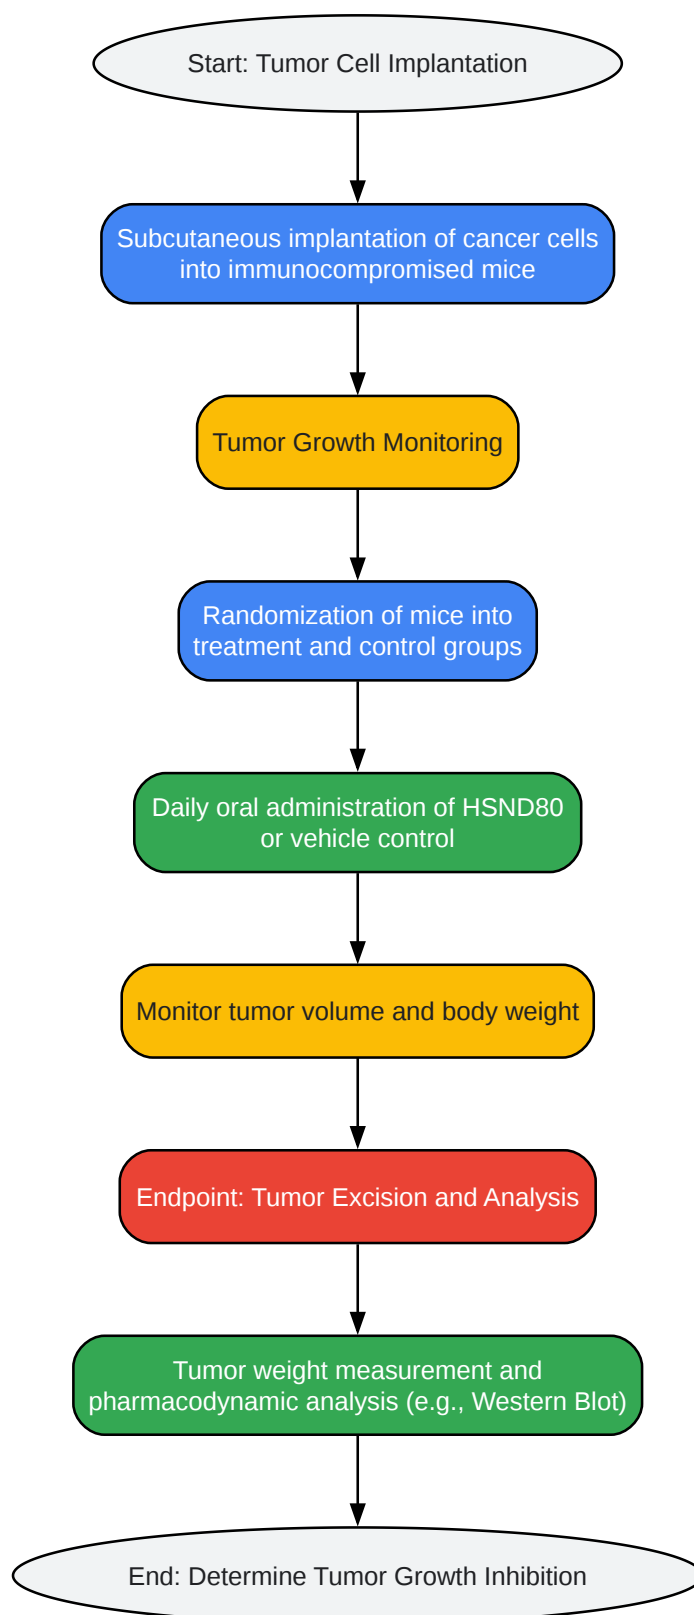 Start: Tumor Cell Implantation
Subcutaneous implantation of cancer cells
into immunocompromised mice
Tumor Growth Monitoring
Randomization of mice into
treatment and control groups
Daily oral administration of HSND80
or vehicle control
Monitor tumor volume and body weight
Endpoint: Tumor Excision and Analysis
Tumor weight measurement and
pharmacodynamic analysis (e.g., Western Blot)
End: Determine Tumor Growth Inhibition